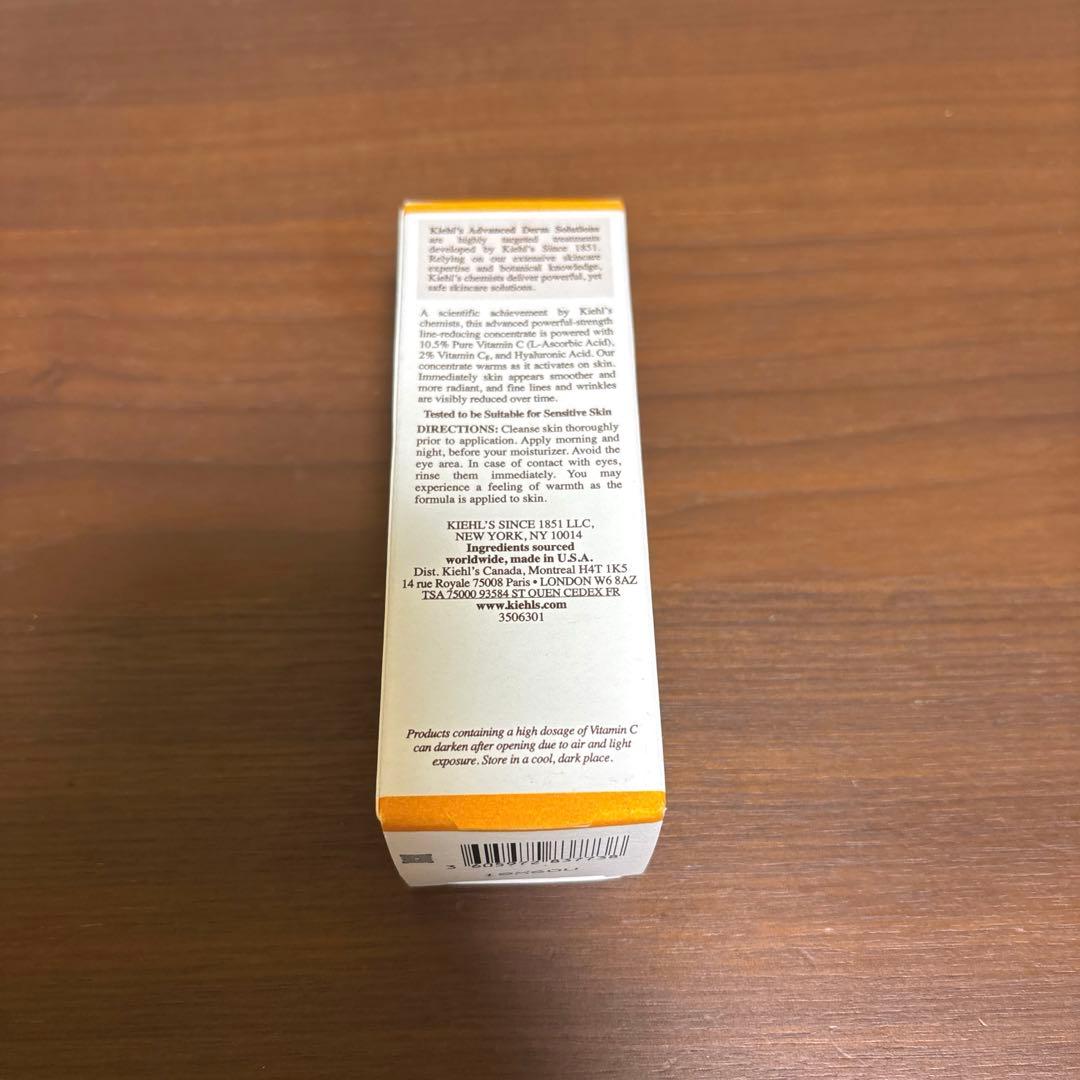 Kiehl's Advanced Derm Solutions
are highly targeted treatments
developed by Kiehl's Since 1851.
Relying on our extensive skincare
expertise and botanical knowledge,
Kiehl's chemists deliver powerful, yet
safe skincare solutions.
A scientific achievement by Kiehl's
chemists, this advanced powerful-strength
line-reducing concentrate is powered with
10.5% Pure Vitamin C (L-Ascorbic Acid),
2% Vitamin Cg, and Hyaluronic Acid. Our
concentrate warms as it activates on skin.
Immediately skin appears smoother and
more radiant, and fine lines and wrinkles
are visibly reduced over time.
Tested to be Suitable for Sensitive Skin
DIRECTIONS: Cleanse skin thoroughly
prior to application. Apply morning and
night, before your moisturizer. Avoid the
eye area. In case of contact with eyes,
rinse them immediately. You may
experience a feeling of warmth as the
formula is applied to skin.
KIEHL'S SINCE 1851 LLC,
NEW YORK, NY 10014
Ingredients sourced
worldwide, made in U.S.A.
Dist. Kiehl's Canada, Montreal H4T 1K5
14 rue Royale 75008 Paris • LONDON W6 8AZ
TSA 75000 93584 ST OUEN CEDEX FR
www.kiehls.com
3506301
Products containing a high dosage of Vitamin C
can darken after opening due to air and light
exposure. Store in a cool, dark place.
3